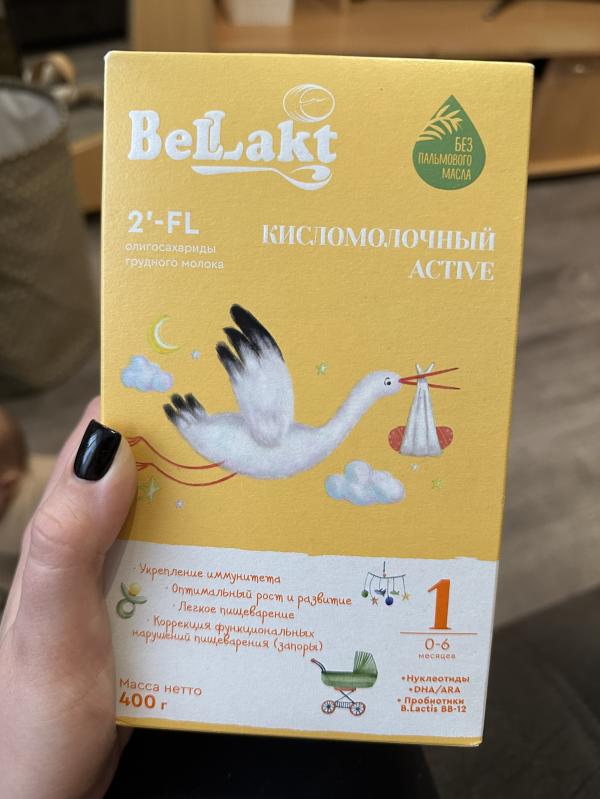 BeLLakt
БЕЗ
ПАЛЬМОВОГО
МАСЛА
2'-FL
олигосахариды
грудного молока
КИСЛОМОЛОЧНЫЙ
ACTIVE
· Укрепление иммунитета
· Оптимальный рост и развитие
· Легкое пищеварение
· Коррекция функциональных
нарушений пищеварения (запоры)
1
0-6
месяцев
•Нуклеотиды
•DHA/ARA
•Пробиотики
B.Lactis BB-12
Масса нетто
400 г